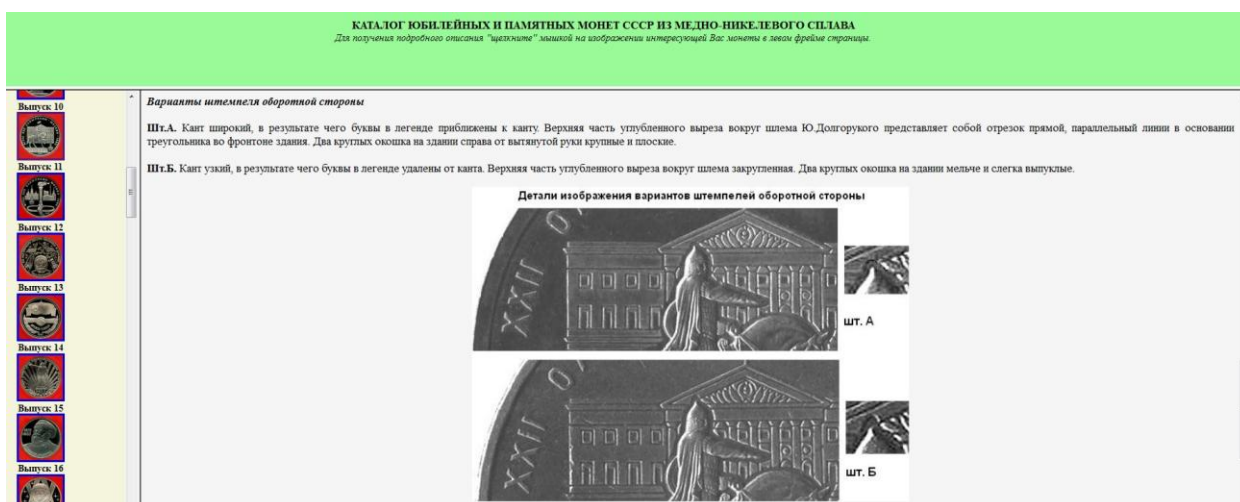 КАТАЛОГ ЮБИЛЕЙНЫХ И ПАМЯТНЫХ МОНЕТ СССР ИЗ МЕДНО-НИКЕЛЕВОГО СПЛАВА
Для получения подробного описания "щелкните" мышкой на изображении интересующей Вас монеты в левам фрейме страницы.
Выпуск 10
Выпуск 11
Выпуск 12
Выпуск 13
Выпуск 14
Выпуск 15
Выпуск 16
Варианты штемпеля оборотной стороны
Шт.А. Кант широкий, в результате чего буквы в легенде приближены к канту. Верхняя часть углубленного выреза вокруг шлема Ю.Долгорукого представляет собой отрезок прямой, параллельный линии в основании
треугольника во фронтоне здания. Два круглых окошка на здании справа от вытянутой руки крупные и плоские.
Шт.Б. Кант узкий, в результате чего буквы в легенде удалены от канта. Верхняя часть углубленного выреза вокруг шлема закругленная. Два круглых окошка на здании мельче и слегка выпуклые.
Детали изображения вариантов штемпелей оборотной стороны
XXII О
шт. А
XXII О
шт. Б